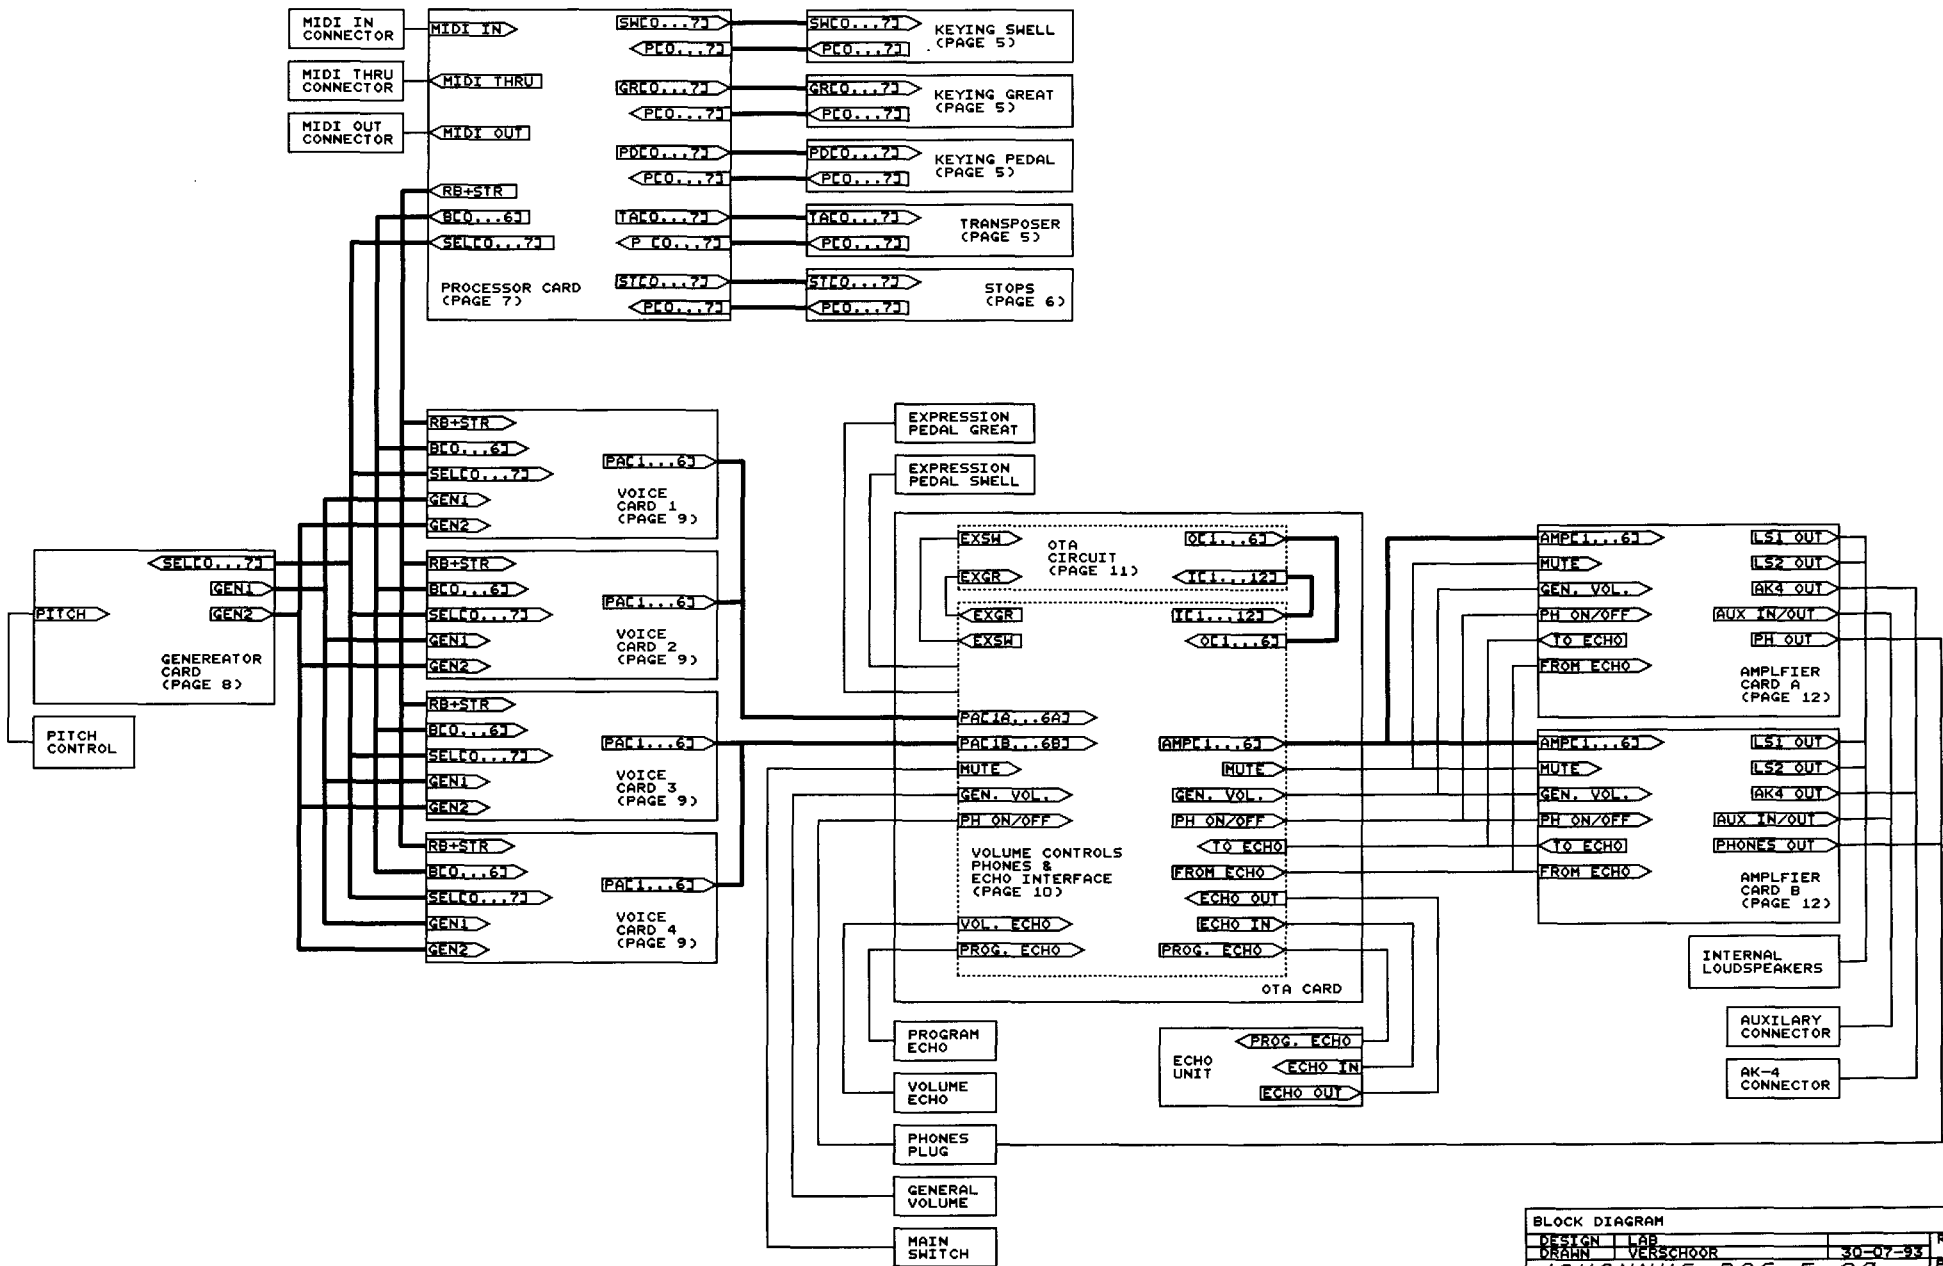 MIDI IN
CONNECTOR
MIDI THRU
CONNECTOR
MIDI OUT
CONNECTOR
MIDI IN
MIDI THRU
MIDI OUT
RB+STR
B[0...6]
SEL[0...7]
PROCESSOR CARD
(PAGE 7)
SW[0...7]
P[0...7]
GR[0...7]
P[0...7]
PD[0...7]
P[0...7]
TA[0...7]
P [0...7]
ST[0...7]
P[0...7]
SW[0...7]
P[0...7]
KEYING SWELL
(PAGE 5)
GR[0...7]
P[0...7]
KEYING GREAT
(PAGE 5)
PD[0...7]
P[0...7]
KEYING PEDAL
(PAGE 5)
TA[0...7]
P[0...7]
TRANSPOSER
(PAGE 5)
ST[0...7]
P[0...7]
STOPS
(PAGE 6)
SEL[0...7]
GEN1
GEN2
PITCH
GENEREATOR
CARD
(PAGE 8)
PITCH
CONTROL
RB+STR
B[0...6]
SEL[0...7]
GEN1
GEN2
PA[1...6]
VOICE
CARD 1
(PAGE 9)
RB+STR
B[0...6]
SEL[0...7]
GEN1
GEN2
PA[1...6]
VOICE
CARD 2
(PAGE 9)
RB+STR
B[0...6]
SEL[0...7]
GEN1
GEN2
PA[1...6]
VOICE
CARD 3
(PAGE 9)
RB+STR
B[0...6]
SEL[0...7]
GEN1
GEN2
PA[1...6]
VOICE
CARD 4
(PAGE 9)
EXPRESSION
PEDAL GREAT
EXPRESSION
PEDAL SWELL
EXSW
EXGR
OTA
CIRCUIT
(PAGE 11)
O[1...6]
I[1...12]
EXGR
EXSW
I[1...12]
O[1...6]
PA[1A...6A]
PA[1B...6B]
MUTE
GEN. VOL.
PH ON/OFF
VOLUME CONTROLS
PHONES &
ECHO INTERFACE
(PAGE 10)
VOL. ECHO
PROG. ECHO
AMP[1...6]
MUTE
GEN. VOL.
PH ON/OFF
TO ECHO
FROM ECHO
ECHO OUT
ECHO IN
PROG. ECHO
OTA CARD
PROGRAM
ECHO
VOLUME
ECHO
PHONES
PLUG
GENERAL
VOLUME
MAIN
SWITCH
ECHO
UNIT
PROG. ECHO
ECHO IN
ECHO OUT
AMP[1...6]
MUTE
GEN. VOL.
PH ON/OFF
TO ECHO
FROM ECHO
LS1 OUT
LS2 OUT
AK4 OUT
AUX IN/OUT
PH OUT
AMPLFIER
CARD A
(PAGE 12)
AMP[1...6]
MUTE
GEN. VOL.
PH ON/OFF
TO ECHO
FROM ECHO
LS1 OUT
LS2 OUT
AK4 OUT
AUX IN/OUT
PHONES OUT
AMPLFIER
CARD B
(PAGE 12)
INTERNAL
LOUDSPEAKERS
AUXILARY
CONNECTOR
AK-4
CONNECTOR
BLOCK DIAGRAM
DESIGN LAB
DRAWN VERSCHOOR 30-07-93